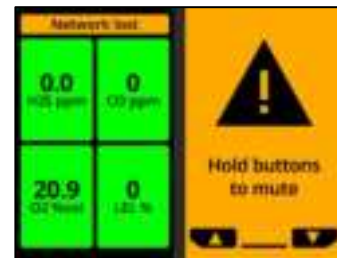 Network lost
0.0
H2S ppm
0
CO ppm
20.9
O2 %vol
0
LEL %
!
Hold buttons
to mute